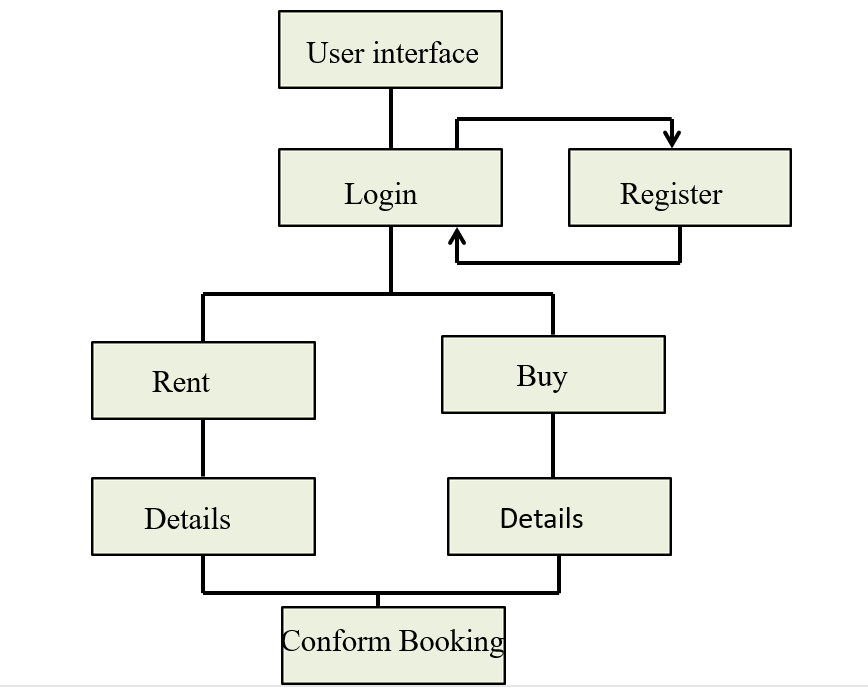 User interface
Login
Register
Rent
Buy
Details
Details
Conform Booking